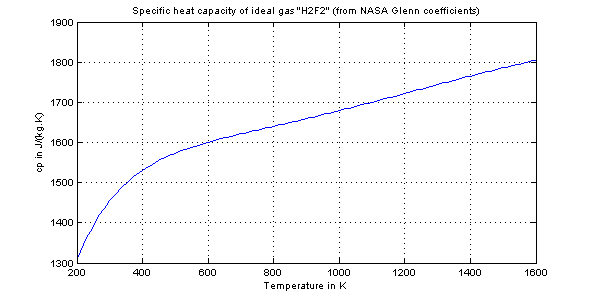 Specific heat capacity of ideal gas "H2F2" (from NASA Glenn coefficients)
1900
1800
1700
1600
1500
1400
1300
cp in J/(kg.K)
200 400 600 800 1000 1200 1400 1600
Temperature in K